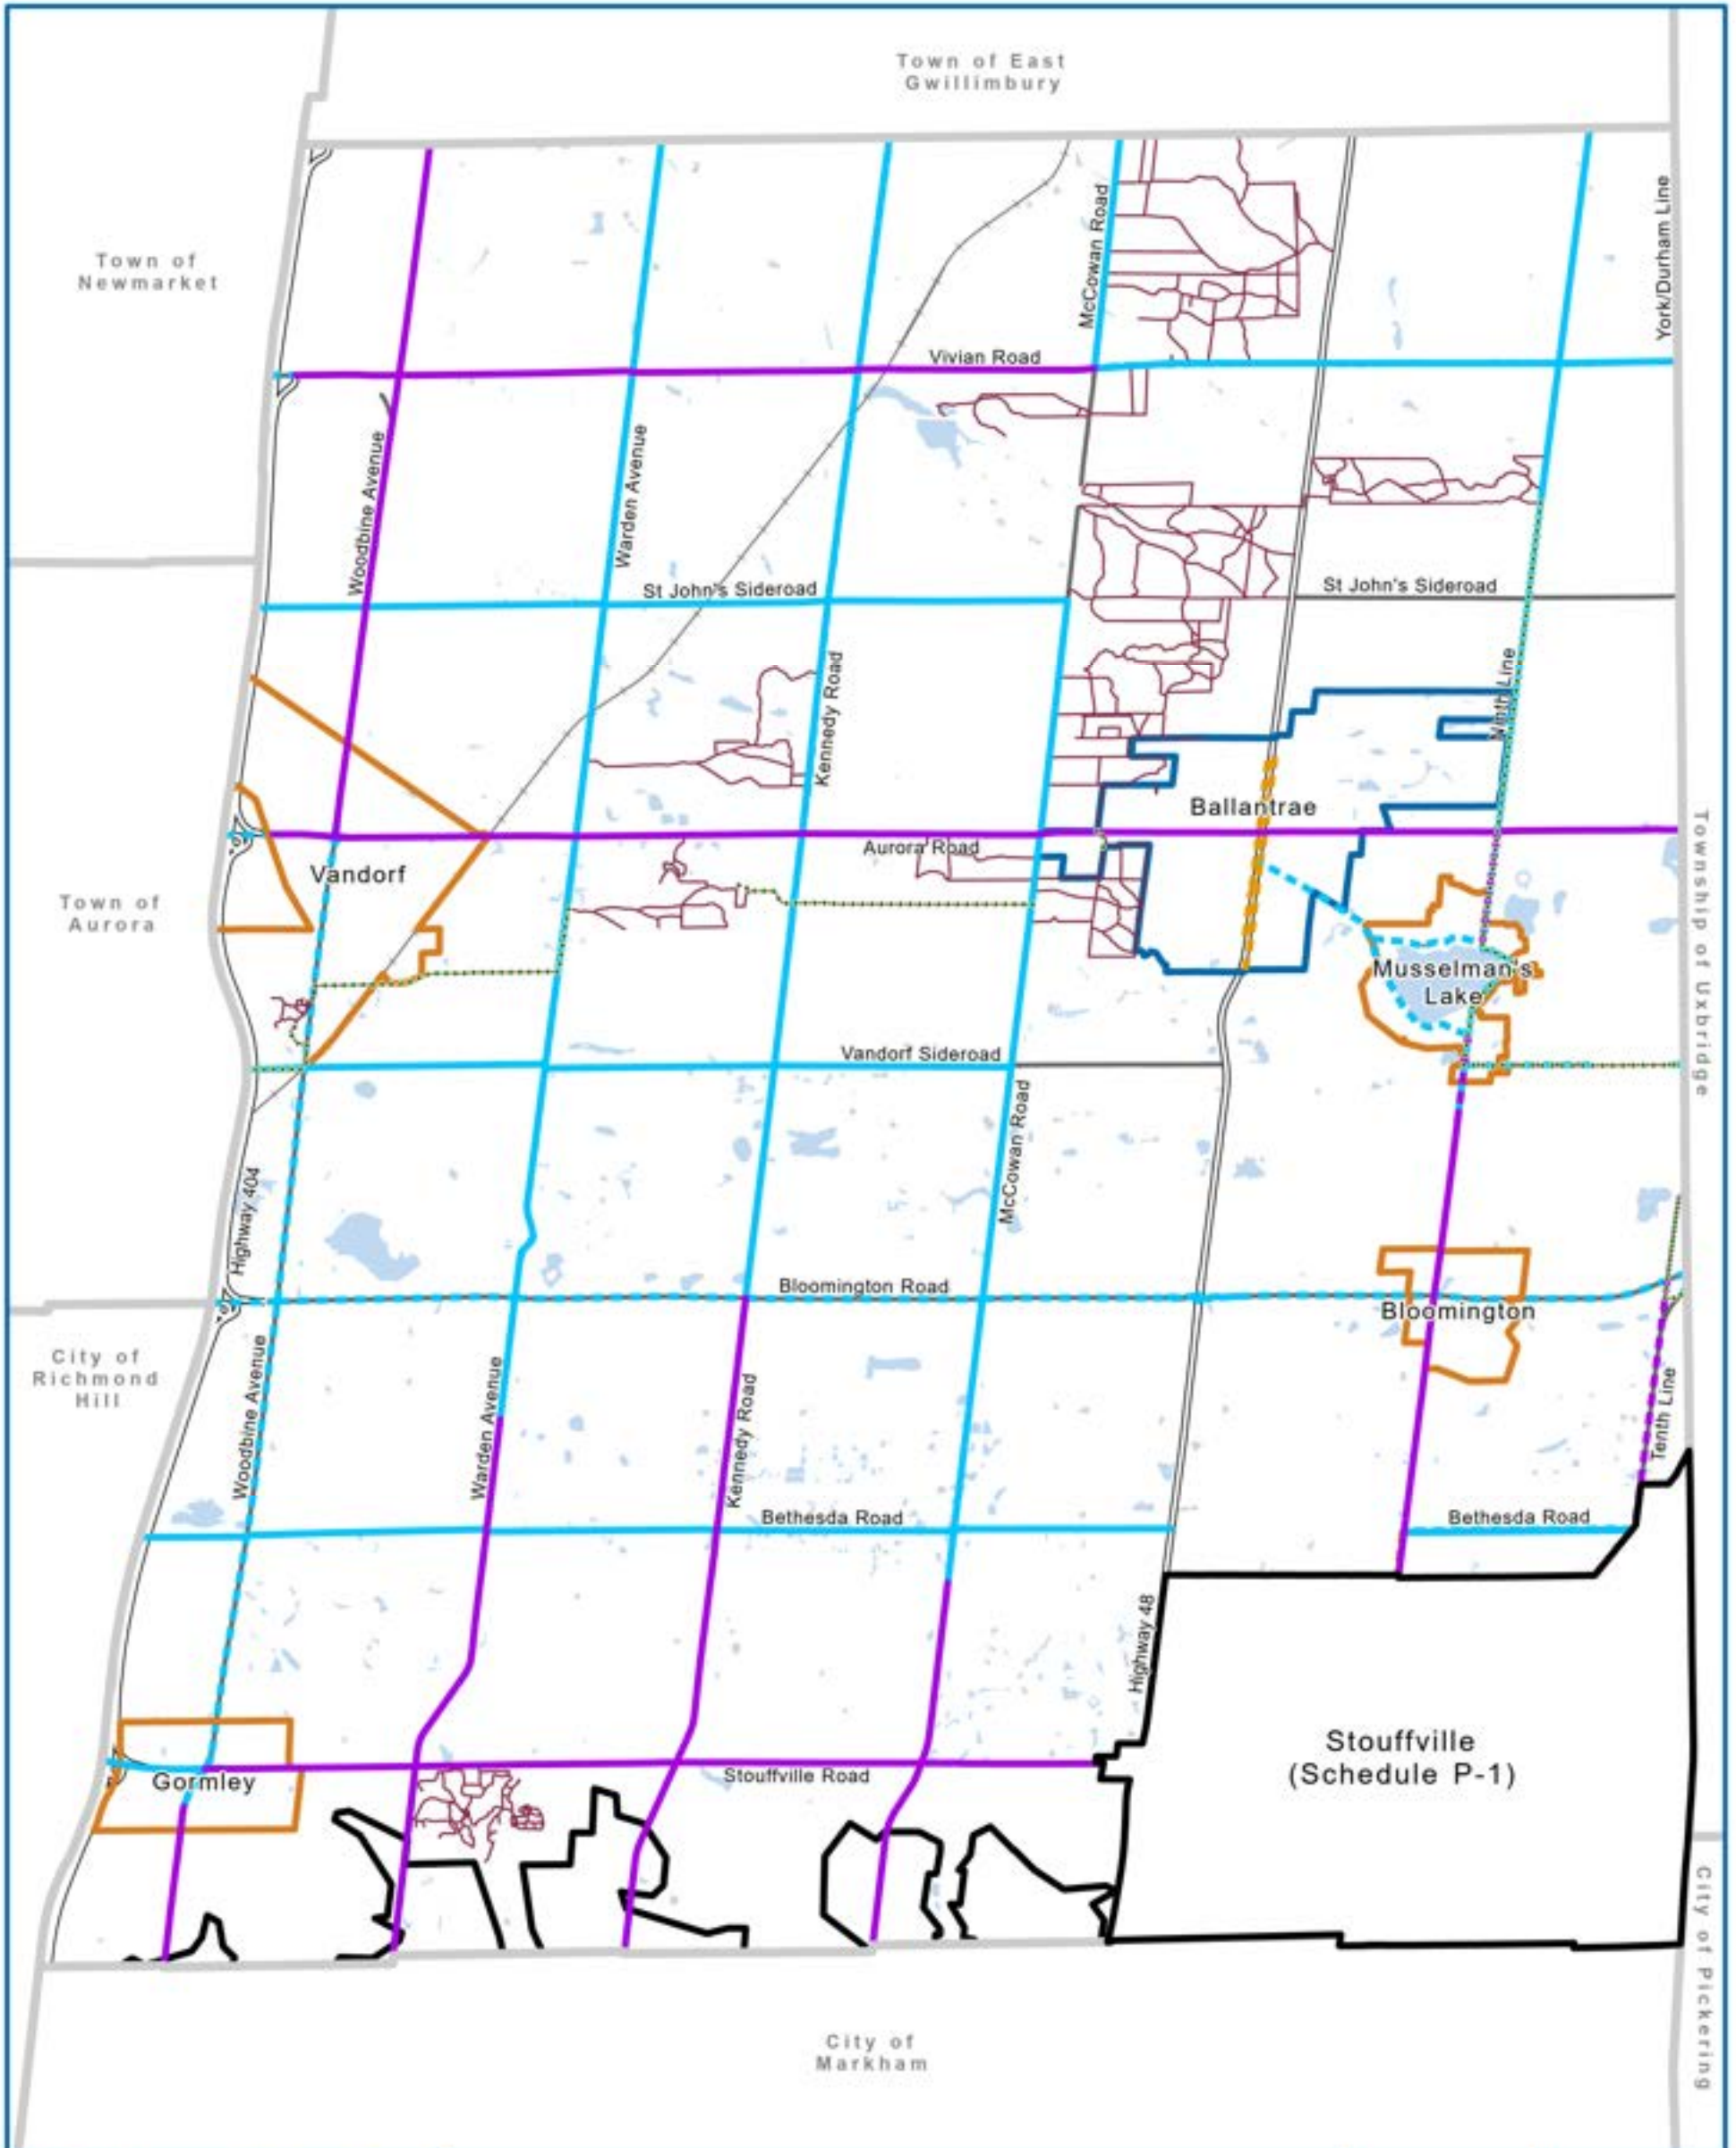 Town of East
Gwillimbury
York/Durham Line
McCowan Road
Town of
Newmarket
Vivian Road
Woodbine Avenue
Warden Avenue
St John's Sideroad
St John's Sideroad
Kennedy Road
Ninth Line
Ballantrae
Aurora Road
Vandorf
Town of
Aurora
Township of Uxbridge
Musselman's
Lake
Vandorf Sideroad
McCowan Road
Highway 404
Bloomington Road
Bloomington
City of
Richmond
Hill
Woodbine Avenue
Warden Avenue
Kennedy Road
Tenth Line
Bethesda Road
Bethesda Road
Highway 48
Stouffville
(Schedule P-1)
Gormley
Stouffville Road
City of Pickering
City of
Markham